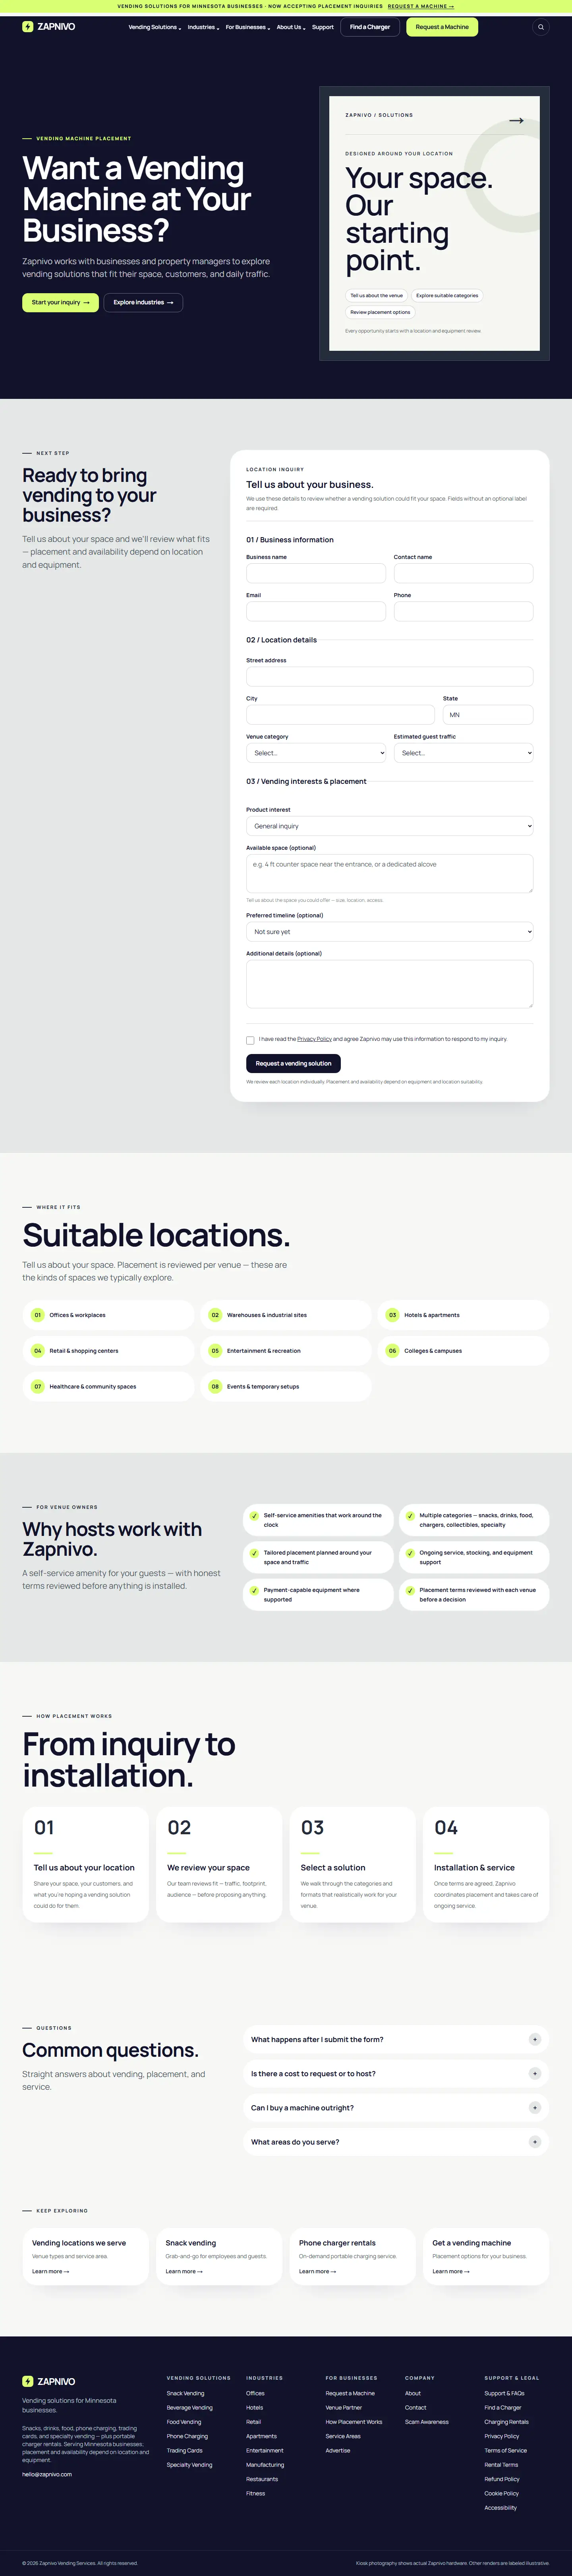 VENDING SOLUTIONS FOR MINNESOTA BUSINESSES · NOW ACCEPTING PLACEMENT INQUIRIES REQUEST A MACHINE →
ZAPNIVO
Vending Solutions Industries For Businesses About Us Support Find a Charger Request a Machine
VENDING MACHINE PLACEMENT
Want a Vending
Machine at Your
Business?
Zapnivo works with businesses and property managers to explore
vending solutions that fit their space, customers, and daily traffic.
Start your inquiry →
Explore industries →
ZAPNIVO / SOLUTIONS
→
DESIGNED AROUND YOUR LOCATION
Your space.
Our
starting
point.
Tell us about the venue
Explore suitable categories
Review placement options
Every opportunity starts with a location and equipment review.
NEXT STEP
Ready to bring
vending to your
business?
Tell us about your space and we'll review what fits
— placement and availability depend on location
and equipment.
LOCATION INQUIRY
Tell us about your business.
We use these details to review whether a vending solution could fit your space. Fields without an optional label
are required.
01 / Business information
Business name
Contact name
Email
Phone
02 / Location details
Street address
City
State
MN
Venue category
Estimated guest traffic
Select…
Select…
03 / Vending interests & placement
Product interest
General inquiry
Available space (optional)
e.g. 4 ft counter space near the entrance, or a dedicated alcove
Tell us about the space you could offer — size, location, access.
Preferred timeline (optional)
Not sure yet
Additional details (optional)
I have read the Privacy Policy and agree Zapnivo may use this information to respond to my inquiry.
Request a vending solution
We review each location individually. Placement and availability depend on equipment and location suitability.
WHERE IT FITS
Suitable locations.
Tell us about your space. Placement is reviewed per venue — these are
the kinds of spaces we typically explore.
01 Offices & workplaces
02 Warehouses & industrial sites
03 Hotels & apartments
04 Retail & shopping centers
05 Entertainment & recreation
06 Colleges & campuses
07 Healthcare & community spaces
08 Events & temporary setups
FOR VENUE OWNERS
Why hosts work with
Zapnivo.
A self-service amenity for your guests — with honest
terms reviewed before anything is installed.
✓ Self-service amenities that work around the
clock
✓ Multiple categories — snacks, drinks, food,
chargers, collectibles, specialty
✓ Tailored placement planned around your
space and traffic
✓ Ongoing service, stocking, and equipment
support
✓ Payment-capable equipment where
supported
✓ Placement terms reviewed with each venue
before a decision
HOW PLACEMENT WORKS
From inquiry to
installation.
01
Tell us about your location
Share your space, your customers, and
what you're hoping a vending solution
could do for them.
02
We review your space
Our team reviews fit — traffic, footprint,
audience — before proposing anything.
03
Select a solution
We walk through the categories and
formats that realistically work for your
venue.
04
Installation & service
Once terms are agreed, Zapnivo
coordinates placement and takes care of
ongoing service.
QUESTIONS
Common questions.
Straight answers about vending, placement, and
service.
What happens after I submit the form? +
Is there a cost to request or to host? +
Can I buy a machine outright? +
What areas do you serve? +
KEEP EXPLORING
Vending locations we serve
Venue types and service area.
Learn more →
Snack vending
Grab-and-go for employees and guests.
Learn more →
Phone charger rentals
On-demand portable charging service.
Learn more →
Get a vending machine
Placement options for your business.
Learn more →
ZAPNIVO
Vending solutions for Minnesota
businesses.
Snacks, drinks, food, phone charging, trading
cards, and specialty vending — plus portable
charger rentals. Serving Minnesota businesses;
placement and availability depend on location and
equipment.
hello@zapnivo.com
VENDING SOLUTIONS
Snack Vending
Beverage Vending
Food Vending
Phone Charging
Trading Cards
Specialty Vending
INDUSTRIES
Offices
Hotels
Retail
Apartments
Entertainment
Manufacturing
Restaurants
Fitness
FOR BUSINESSES
Request a Machine
Venue Partner
How Placement Works
Service Areas
Advertise
COMPANY
About
Contact
Scam Awareness
SUPPORT & LEGAL
Support & FAQs
Find a Charger
Charging Rentals
Privacy Policy
Terms of Service
Rental Terms
Refund Policy
Cookie Policy
Accessibility
© 2026 Zapnivo Vending Services. All rights reserved.
Kiosk photography shows actual Zapnivo hardware. Other renders are labeled illustrative.